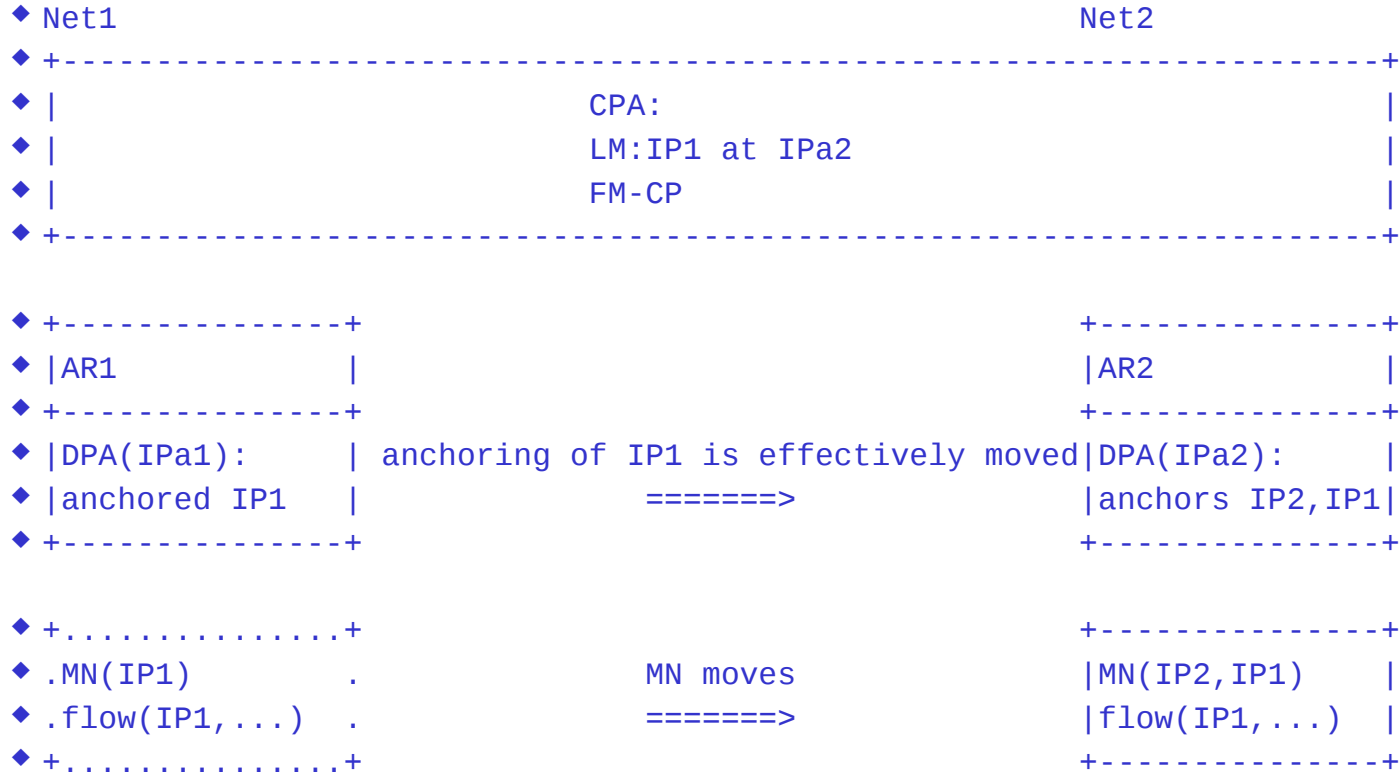 ◆ Net1                                                   Net2
◆ +-----------------------------------------------------------------------+
◆ |                            CPA:                                       |
◆ |                            LM:IP1 at IPa2                             |
◆ |                            FM-CP                                      |
◆ +-----------------------------------------------------------------------+
◆ +---------------+                                       +---------------+
◆ |AR1            |                                       |AR2            |
◆ +---------------+                                       +---------------+
◆ |DPA(IPa1):     | anchoring of IP1 is effectively moved|DPA(IPa2):     |
◆ |anchored IP1   |               =======>               |anchors IP2,IP1|
◆ +---------------+                                       +---------------+
◆ +...............+                                       +---------------+
◆ .MN(IP1)        .               MN moves               |MN(IP2,IP1)    |
◆ .flow(IP1,...)  .               =======>               |flow(IP1,...)  |
◆ +...............+                                       +---------------+